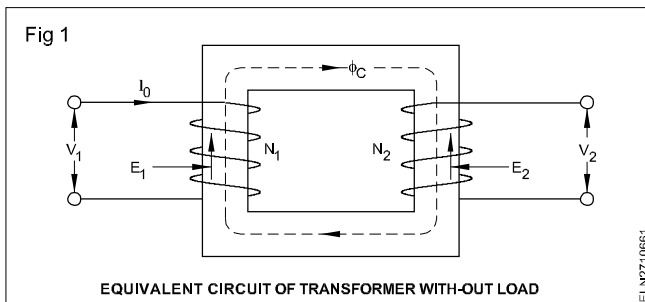 Fig 1
ϕC
I0
N1
N2
V1
V2
E1
E2
EQUIVALENT CIRCUIT OF TRANSFORMER WITH-OUT LOAD
ELN2710661